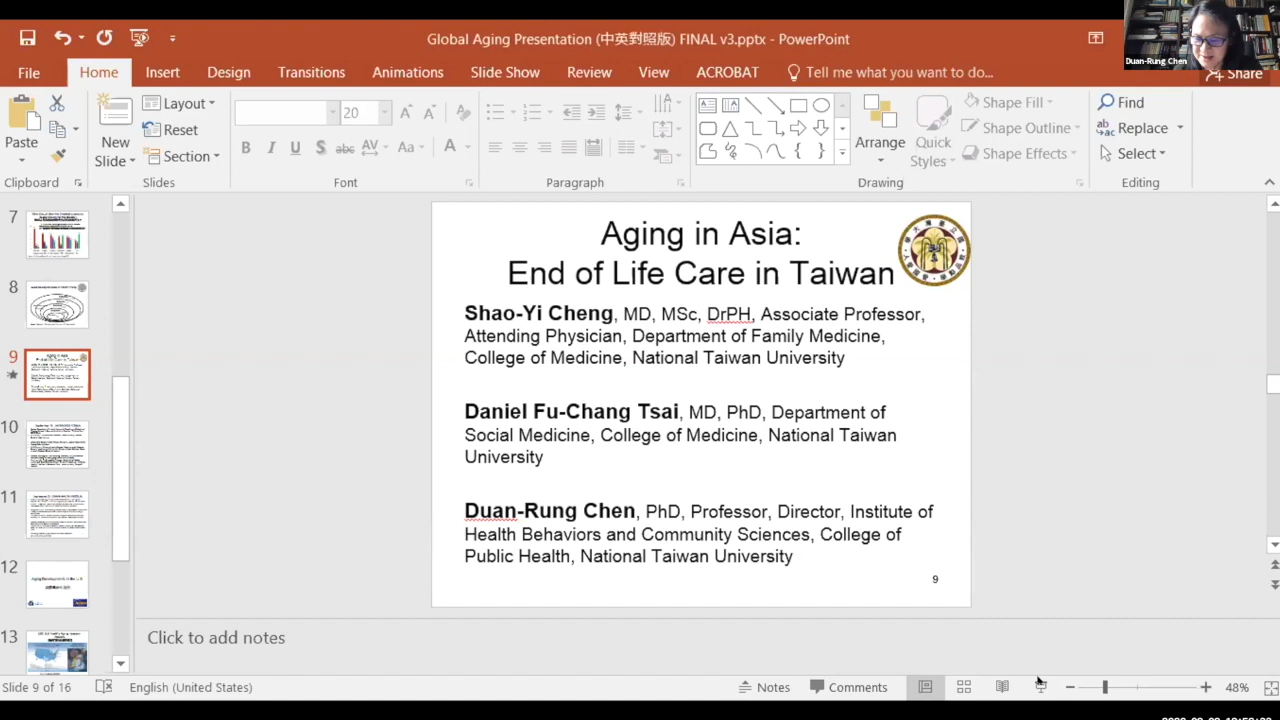 Global Aging Presentation (中英對照版) FINAL v3.pptx - PowerPoint
Duan-Rung Chen
File Home Insert Design Transitions Animations Slide Show Review View ACROBAT Tell me what you want to do... Share
Paste
New
Slide
Layout
Reset
Section
20
B I U S abc AV Aa A
Arrange
Quick
Styles
Shape Fill
Shape Outline
Shape Effects
Find
Replace
Select
Clipboard Slides Font Paragraph Drawing Editing
7
8
9
10
11
12
13
Aging in Asia:
End of Life Care in Taiwan
Shao-Yi Cheng, MD, MSc, DrPH, Associate Professor,
Attending Physician, Department of Family Medicine,
College of Medicine, National Taiwan University
Daniel Fu-Chang Tsai, MD, PhD, Department of
Social Medicine, College of Medicine, National Taiwan
University
Duan-Rung Chen, PhD, Professor, Director, Institute of
Health Behaviors and Community Sciences, College of
Public Health, National Taiwan University
9
Click to add notes
Slide 9 of 16 English (United States) Notes Comments 48%